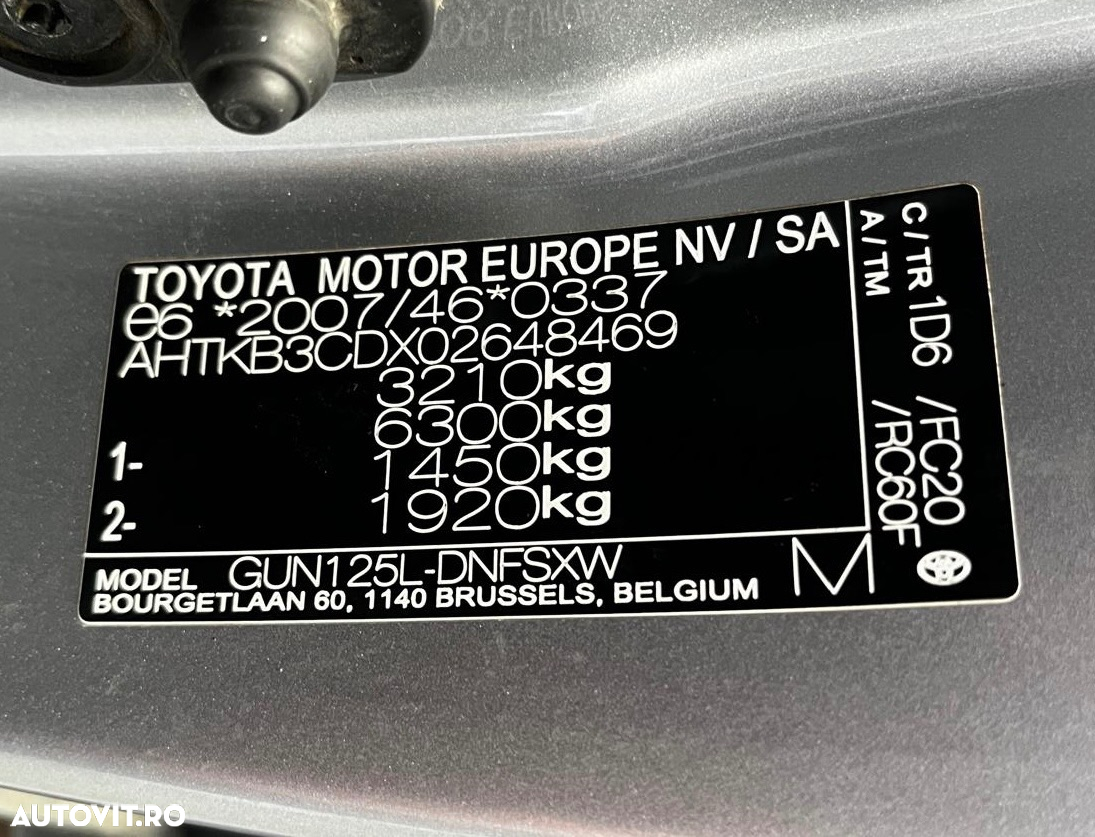 TOYOTA MOTOR EUROPE NV / SA
e6 *2007/46*0337
AHTKB3CDX02648469
3210kg
6300kg
1- 1450kg
2- 1920kg
MODEL GUN125L-DNFSXW
BOURGETLAAN 60, 1140 BRUSSELS, BELGIUM
M
C/TR 1D6 /FC20
A/TM /RC60F
AUTOVIT.RO